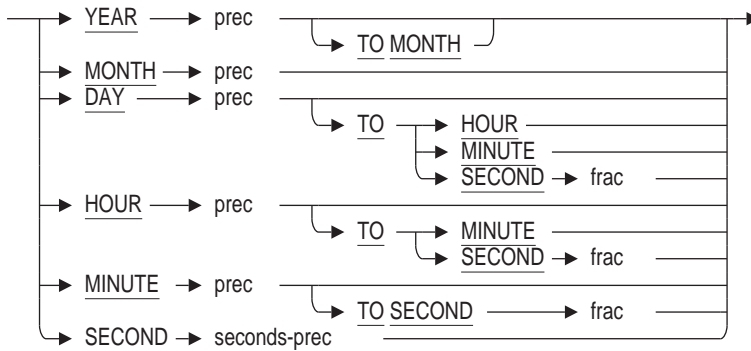 YEAR prec
TO MONTH
MONTH prec
DAY prec
TO HOUR
MINUTE
SECOND frac
HOUR prec
TO MINUTE
SECOND frac
MINUTE prec
TO SECOND frac
SECOND seconds-prec